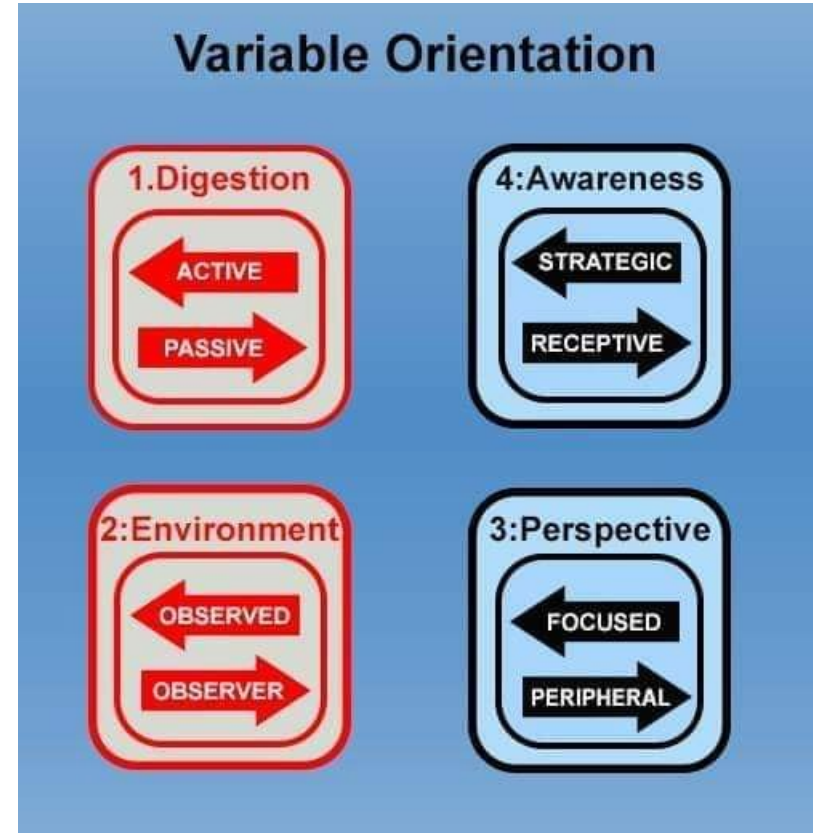 Variable Orientation
1.Digestion
ACTIVE
PASSIVE
4:Awareness
STRATEGIC
RECEPTIVE
2:Environment
OBSERVED
OBSERVER
3:Perspective
FOCUSED
PERIPHERAL